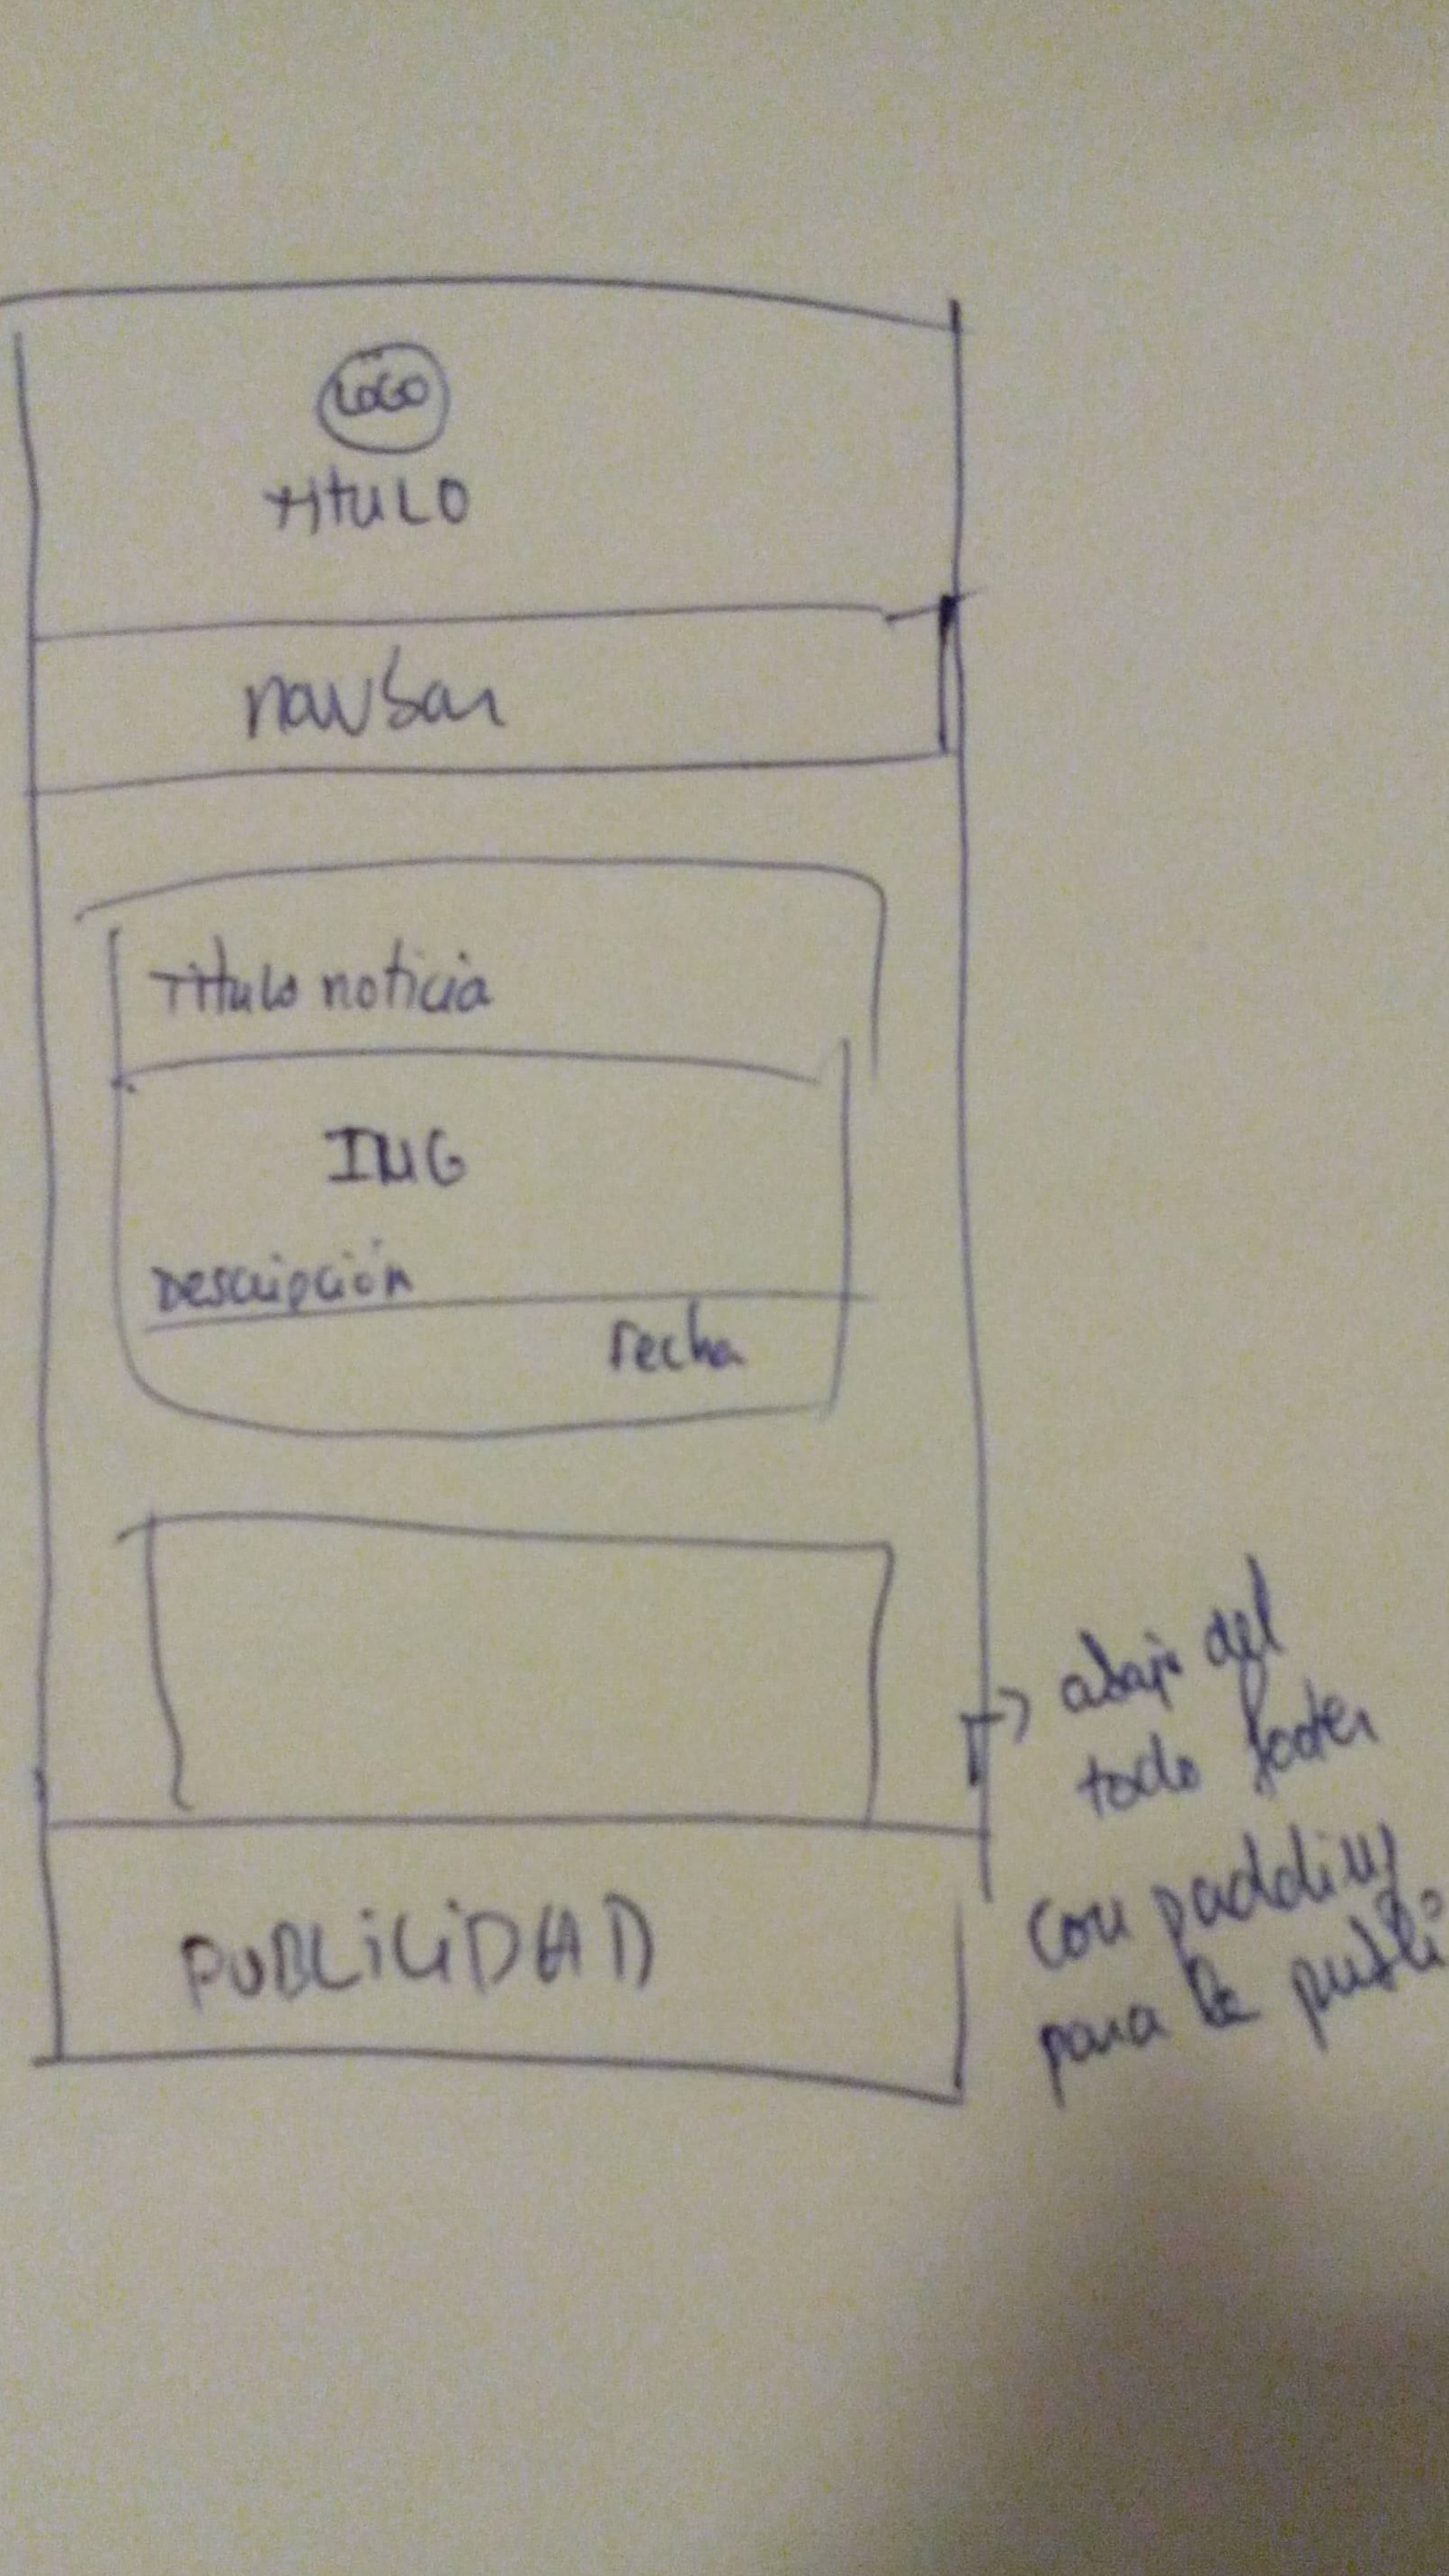 LOGO
TITULO
navbar
Titulo noticia
IMG
Descripción
fecha
abajo del
todo footer
con padding
para la publi
PUBLICIDAD